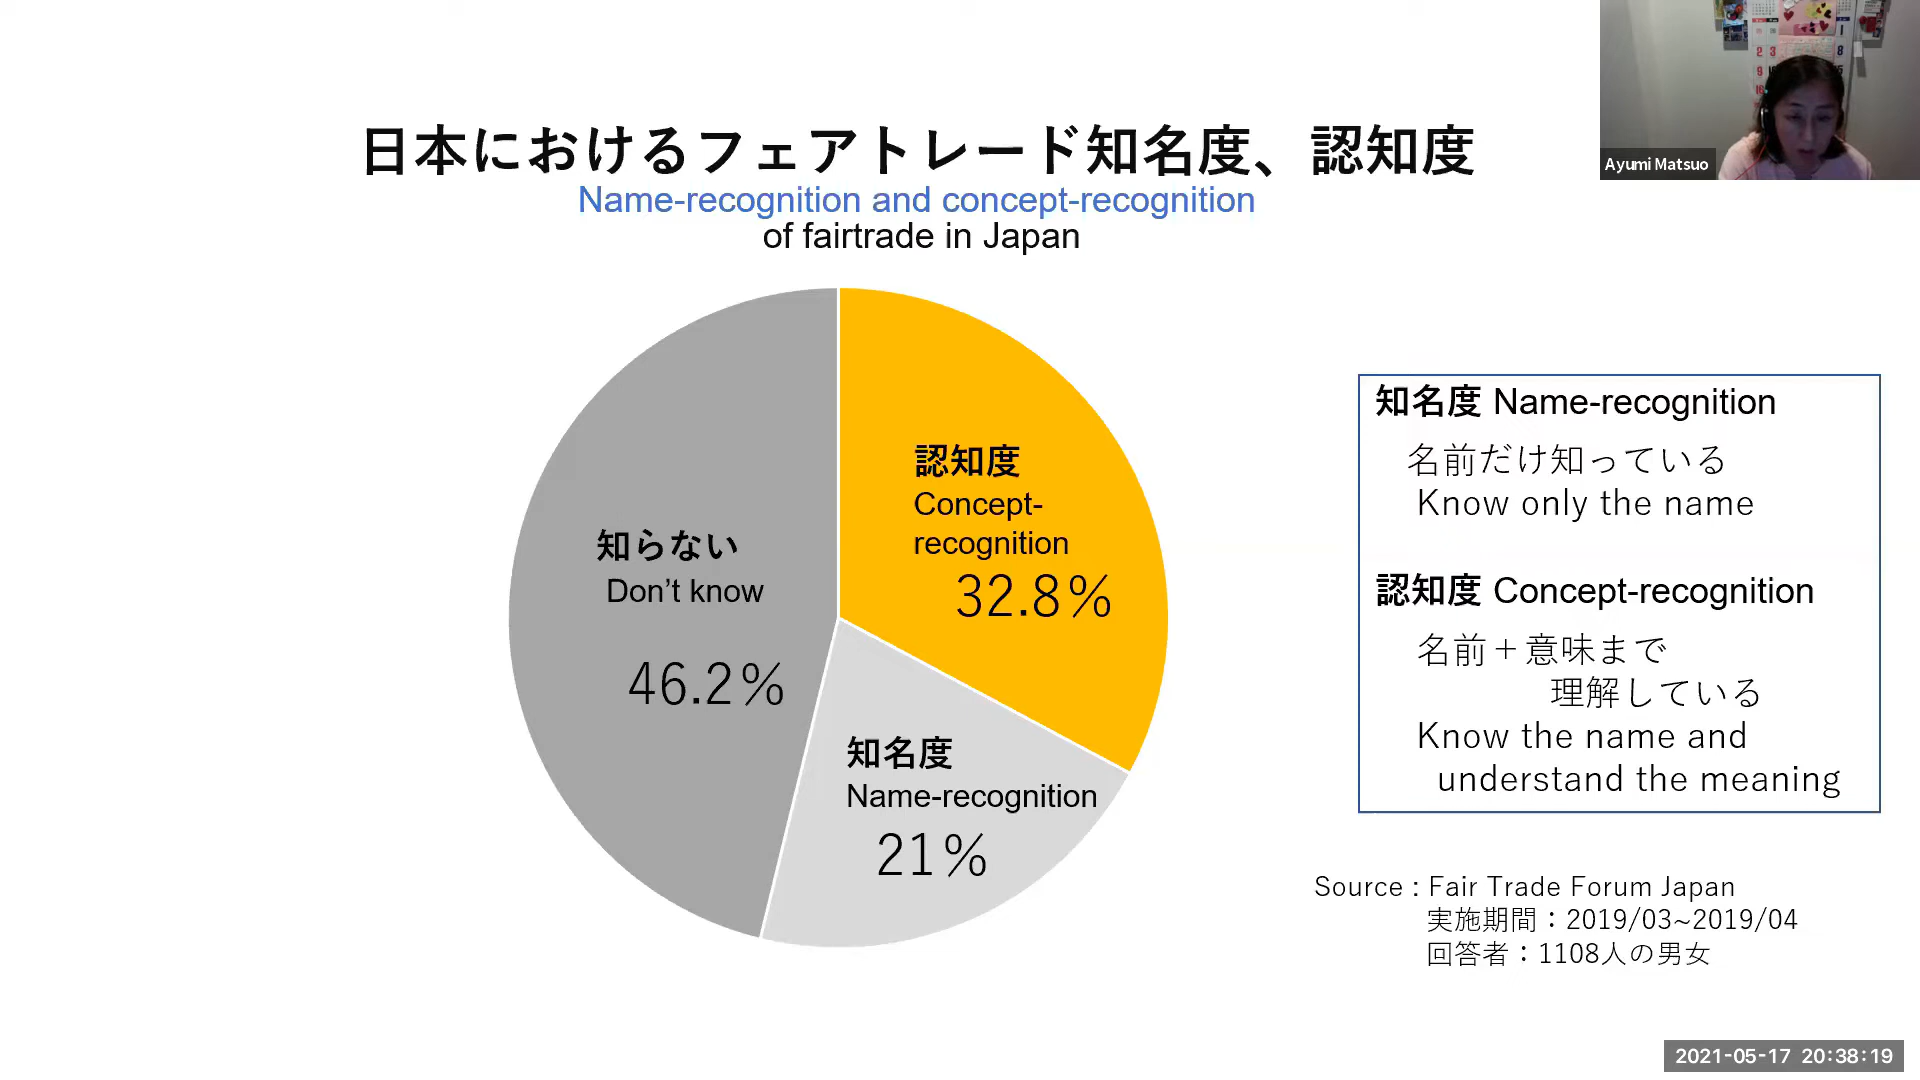 日本におけるフェアトレード知名度、認知度
Name-recognition and concept-recognition
of fairtrade in Japan
Ayumi Matsuo
認知度
Concept-
recognition
32.8%
知らない
Don't know
46.2%
知名度
Name-recognition
21%
知名度 Name-recognition
名前だけ知っている
Know only the name
認知度 Concept-recognition
名前＋意味まで
理解している
Know the name and
understand the meaning
Source : Fair Trade Forum Japan
実施期間：2019/03~2019/04
回答者：1108人の男女
2021-05-17 20:38:19